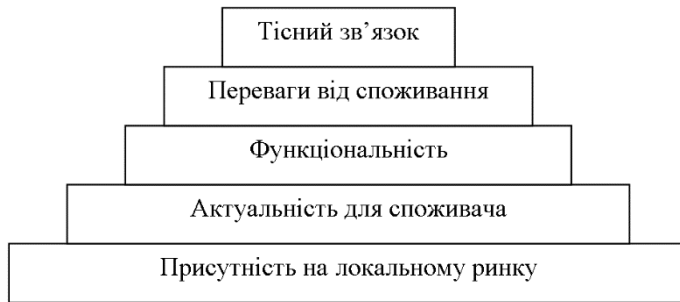 Тісний зв’язок
Переваги від споживання
Функціональність
Актуальність для споживача
Присутність на локальному ринку